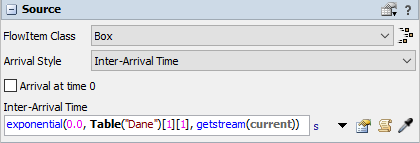 Source
FlowItem Class
Box
Arrival Style
Inter-Arrival Time
Arrival at time 0
Inter-Arrival Time
exponential(0.0, Table("Dane")[1][1], getstream(current))
s